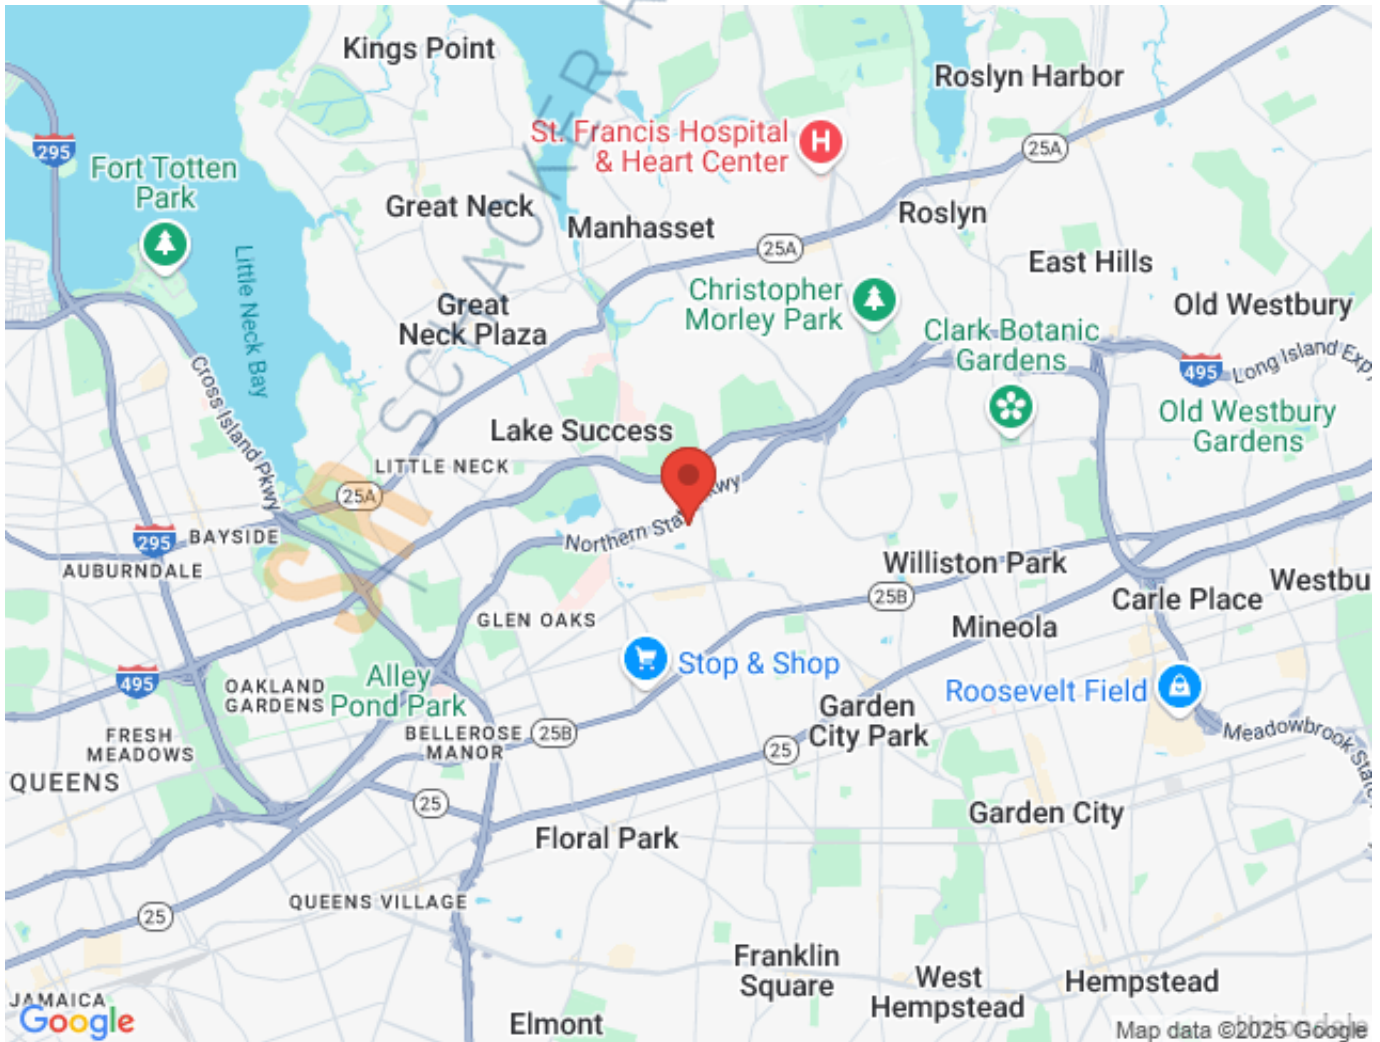 Kings Point
Roslyn Harbor
295
St. Francis Hospital
& Heart Center
H
25A
Fort Totten
Park
Great Neck
Manhasset
Roslyn
25A
East Hills
Little Neck Bay
Christopher
Morley Park
Great
Neck Plaza
Old Westbury
Clark Botanic
Gardens
Cross Island Pkwy
495
Long Island Exp
Old Westbury
Gardens
Lake Success
LITTLE NECK
25A
Northern State Pkwy
295
BAYSIDE
AUBURNDALE
Williston Park
Westbu
25B
Carle Place
GLEN OAKS
Mineola
Stop & Shop
495
OAKLAND
GARDENS
Alley
Pond Park
Roosevelt Field
Garden
City Park
FRESH
MEADOWS
BELLEROSE
MANOR
25B
25
Meadowbrook State
QUEENS
25
Garden City
Floral Park
QUEENS VILLAGE
25
Franklin
Square
West
Hempstead
Hempstead
JAMAICA
Google
Elmont
Uniondale
Map data ©2025 Google